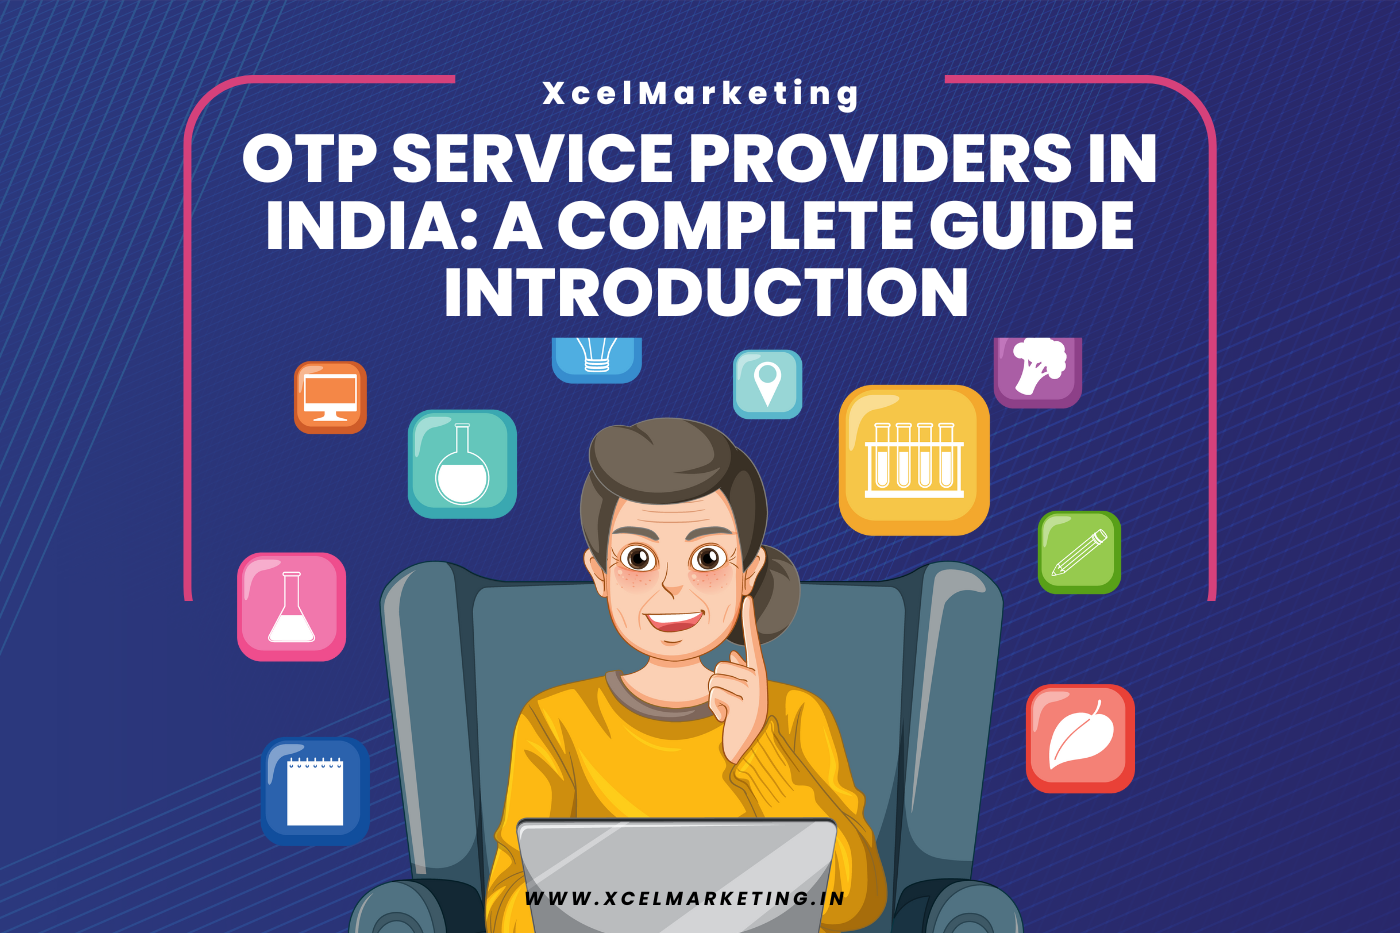 XcelMarketing
OTP SERVICE PROVIDERS IN
INDIA: A COMPLETE GUIDE
INTRODUCTION
WWW.XCELMARKETING.IN